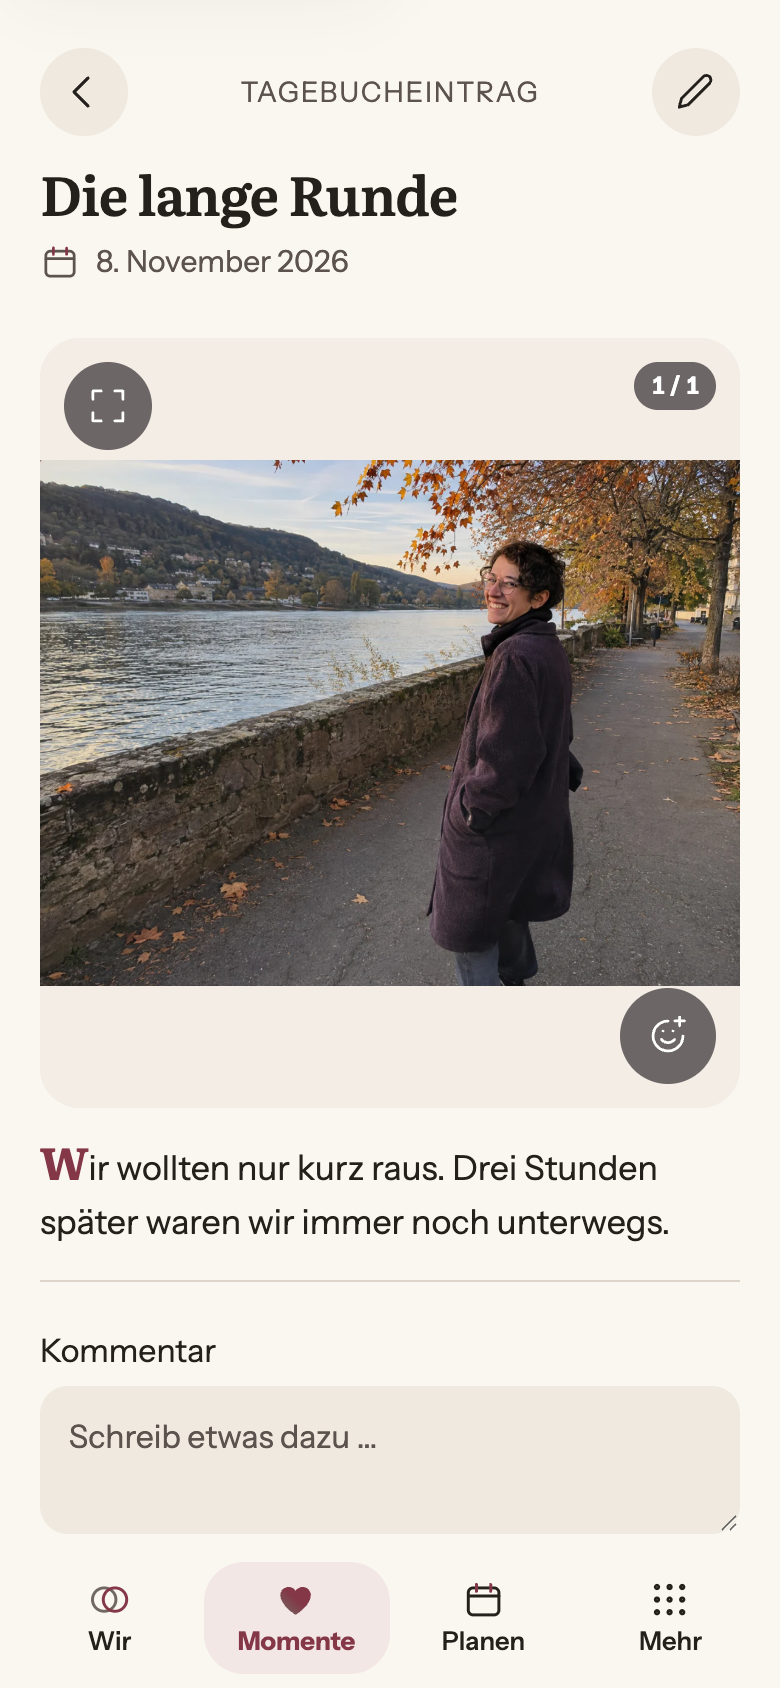 TAGEBUCHEINTRAG
Die lange Runde
8. November 2026
1 / 1
Wir wollten nur kurz raus. Drei Stunden
später waren wir immer noch unterwegs.
Kommentar
Schreib etwas dazu ...
Wir
Momente
Planen
Mehr